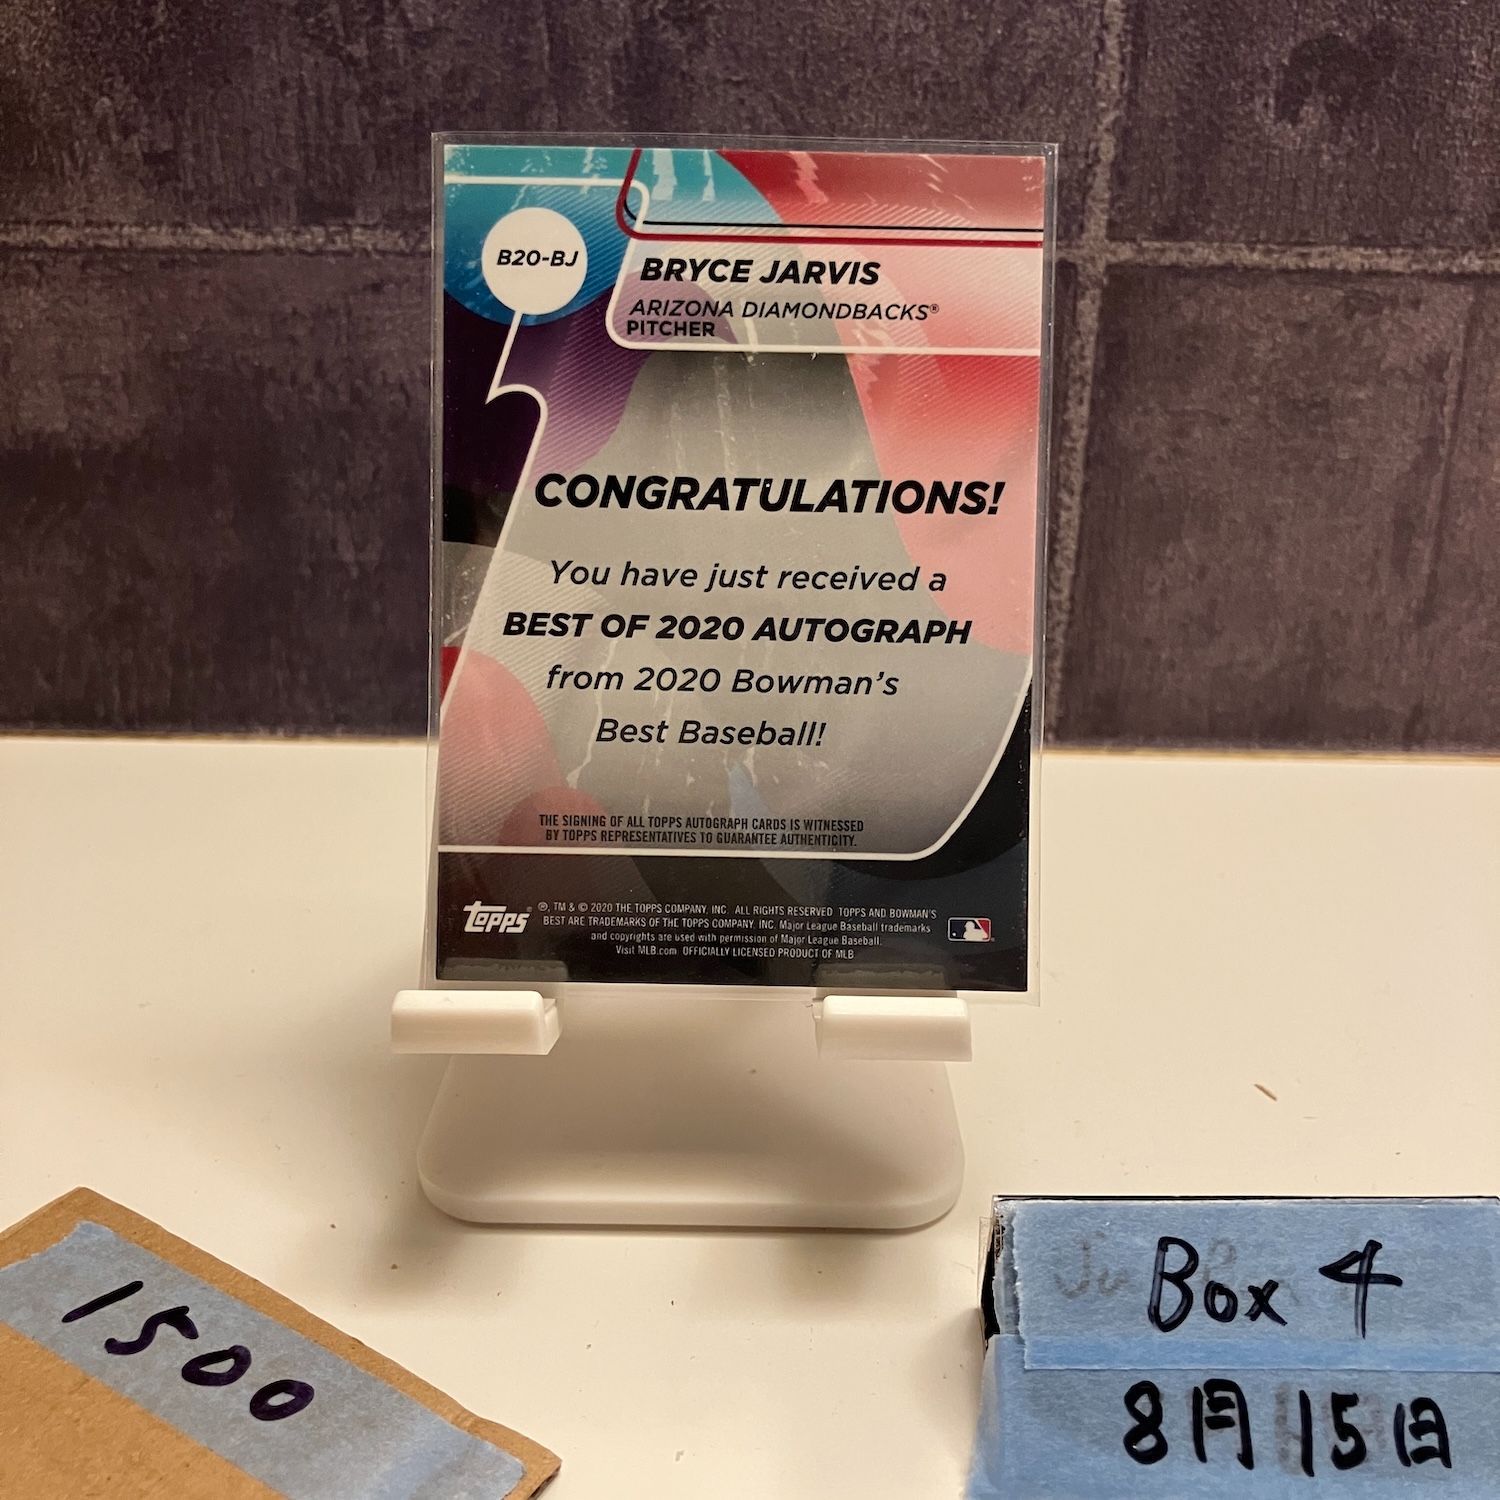 B20-BJ
BRYCE JARVIS
ARIZONA DIAMONDBACKS®
PITCHER
CONGRATULATIONS!
You have just received a
BEST OF 2020 AUTOGRAPH
from 2020 Bowman's
Best Baseball!
THE SIGNING OF ALL TOPPS AUTOGRAPH CARDS IS WITNESSED
BY TOPPS REPRESENTATIVES TO GUARANTEE AUTHENTICITY.
topps
®, TM & © 2020 THE TOPPS COMPANY, INC. ALL RIGHTS RESERVED TOPPS AND BOWMAN'S
BEST ARE TRADEMARKS OF THE TOPPS COMPANY, INC. Major League Baseball trademarks
and copyrights are used with permission of Major League Baseball.
Visit MLB.com OFFICIALLY LICENSED PRODUCT OF MLB
1500
Box 4
8月15日